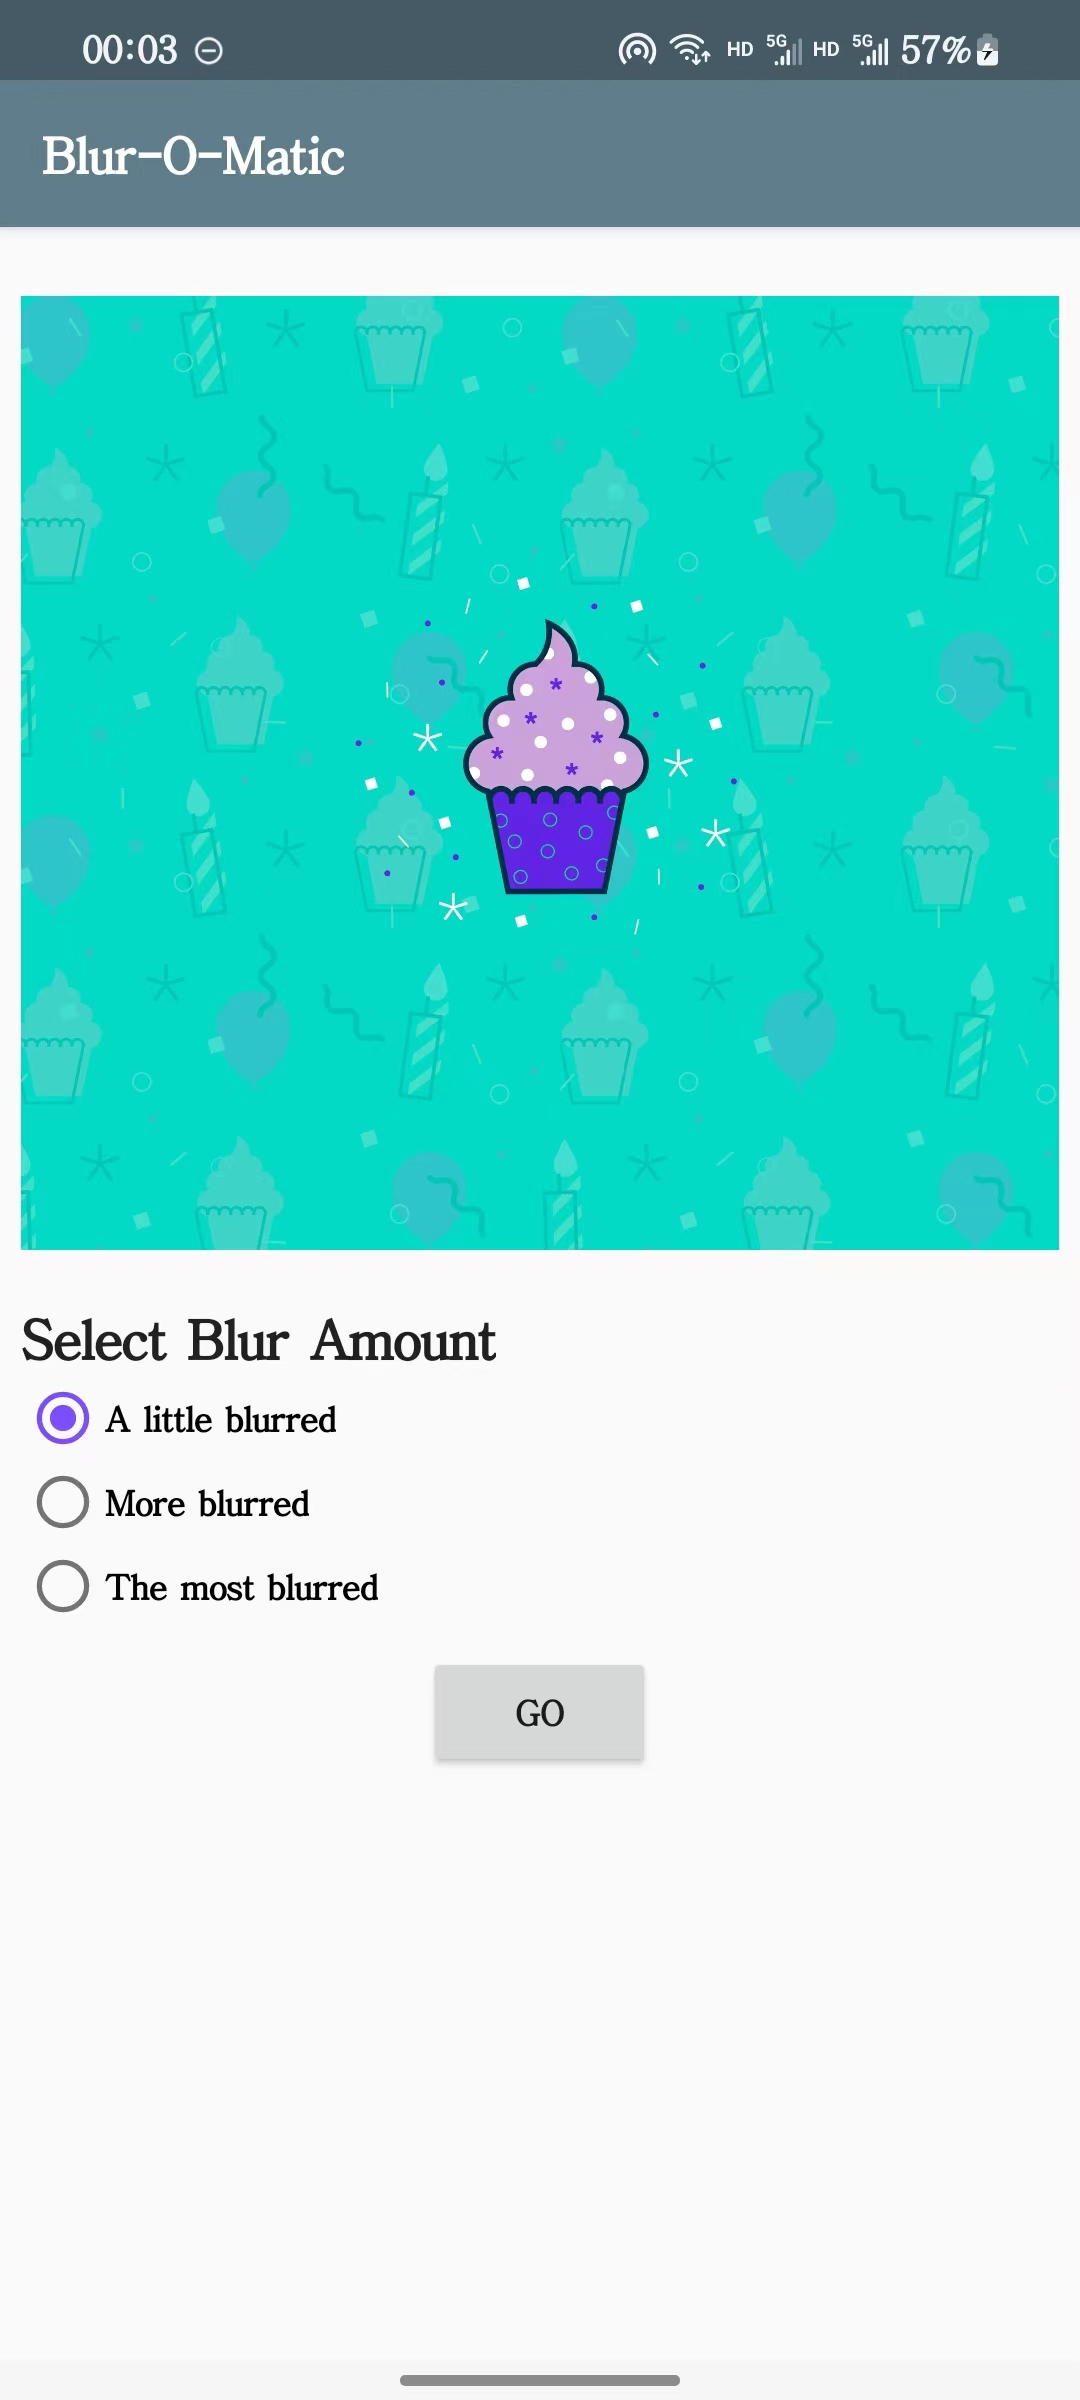 00:03 HD 5G HD 5G 57%
Blur-O-Matic
Select Blur Amount
A little blurred
More blurred
The most blurred
GO